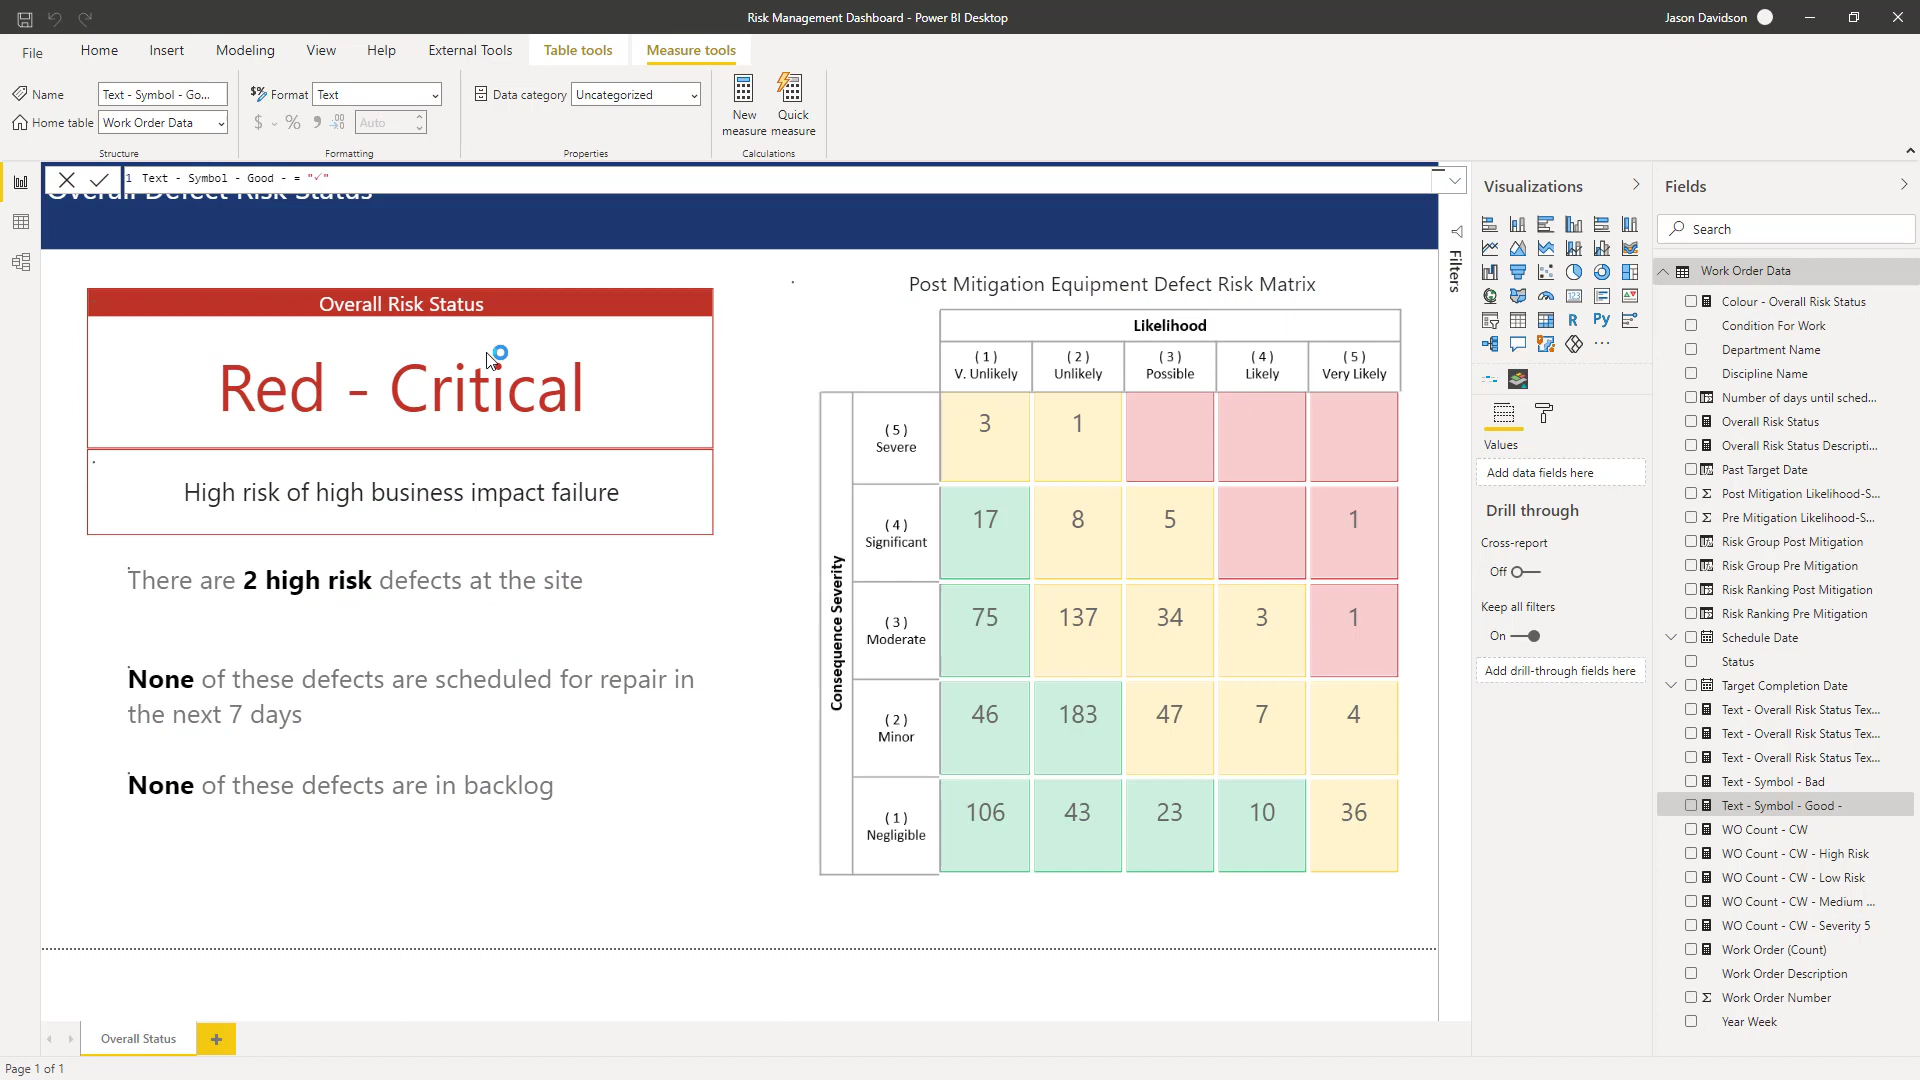 Risk Management Dashboard - Power BI Desktop
Jason Davidson
File
Home
Insert
Modeling
View
Help
External Tools
Table tools
Measure tools
Name
Text - Symbol - Go...
Home table
Work Order Data
Structure
$% Format
Text
$
%
Auto
Formatting
Data category
Uncategorized
Properties
New measure
Quick measure
Calculations
1 Text - Symbol - Good - = "✓"
Overall Defect Risk Status
Overall Risk Status
Red - Critical
High risk of high business impact failure
There are 2 high risk defects at the site
None of these defects are scheduled for repair in
the next 7 days
None of these defects are in backlog
Post Mitigation Equipment Defect Risk Matrix
Likelihood
( 1 ) ( 2 ) ( 3 ) ( 4 ) ( 5 )
V. Unlikely Unlikely Possible Likely Very Likely
Consequence Severity
( 5 ) Severe 3 1
( 4 ) Significant 17 8 5 1
( 3 ) Moderate 75 137 34 3 1
( 2 ) Minor 46 183 47 7 4
( 1 ) Negligible 106 43 23 10 36
Filters
Visualizations
R
Py
...
Values
Add data fields here
Drill through
Cross-report
Off
Keep all filters
On
Add drill-through fields here
Fields
Search
Work Order Data
Colour - Overall Risk Status
Condition For Work
Department Name
Discipline Name
Number of days until sched...
Overall Risk Status
Overall Risk Status Descripti...
Past Target Date
Post Mitigation Likelihood-S...
Pre Mitigation Likelihood-S...
Risk Group Post Mitigation
Risk Group Pre Mitigation
Risk Ranking Post Mitigation
Risk Ranking Pre Mitigation
Schedule Date
Status
Target Completion Date
Text - Overall Risk Status Tex...
Text - Overall Risk Status Tex...
Text - Overall Risk Status Tex...
Text - Symbol - Bad
Text - Symbol - Good -
WO Count - CW
WO Count - CW - High Risk
WO Count - CW - Low Risk
WO Count - CW - Medium ...
WO Count - CW - Severity 5
Work Order (Count)
Work Order Description
Work Order Number
Year Week
Overall Status
Page 1 of 1